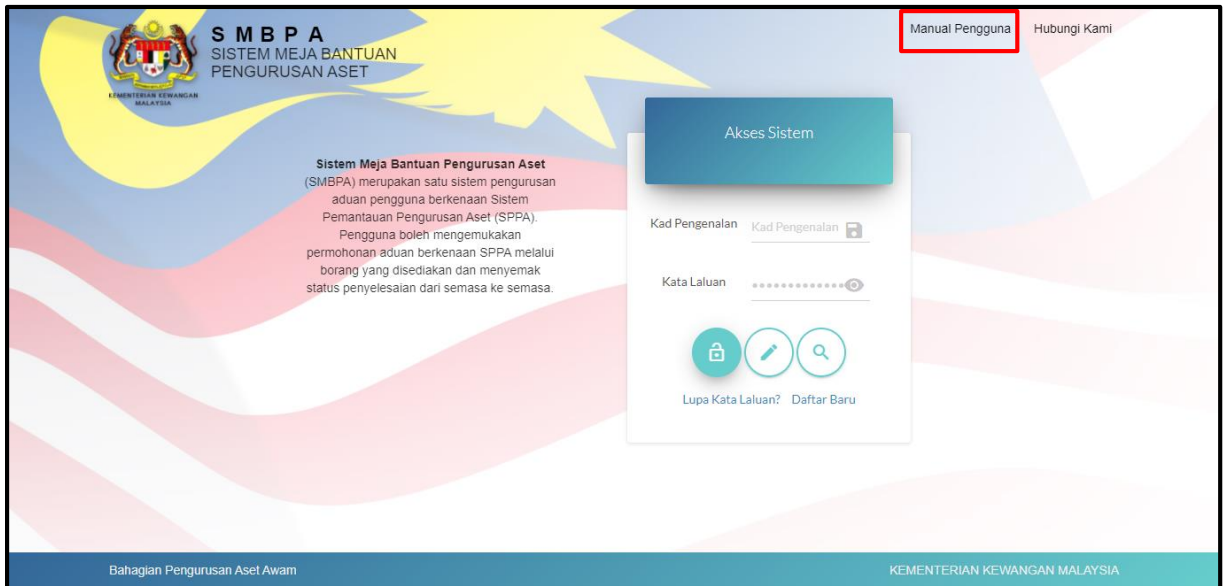 S M B P A
SISTEM MEJA BANTUAN
PENGURUSAN ASET
KEMENTERIAN KEWANGAN
MALAYSIA
Manual Pengguna
Hubungi Kami
Sistem Meja Bantuan Pengurusan Aset
(SMBPA) merupakan satu sistem pengurusan
aduan pengguna berkenaan Sistem
Pemantauan Pengurusan Aset (SPPA).
Pengguna boleh mengemukakan
permohonan aduan berkenaan SPPA melalui
borang yang disediakan dan menyemak
status penyelesaian dari semasa ke semasa.
Akses Sistem
Kad Pengenalan
Kad Pengenalan
Kata Laluan
Lupa Kata Laluan? Daftar Baru
Bahagian Pengurusan Aset Awam
KEMENTERIAN KEWANGAN MALAYSIA